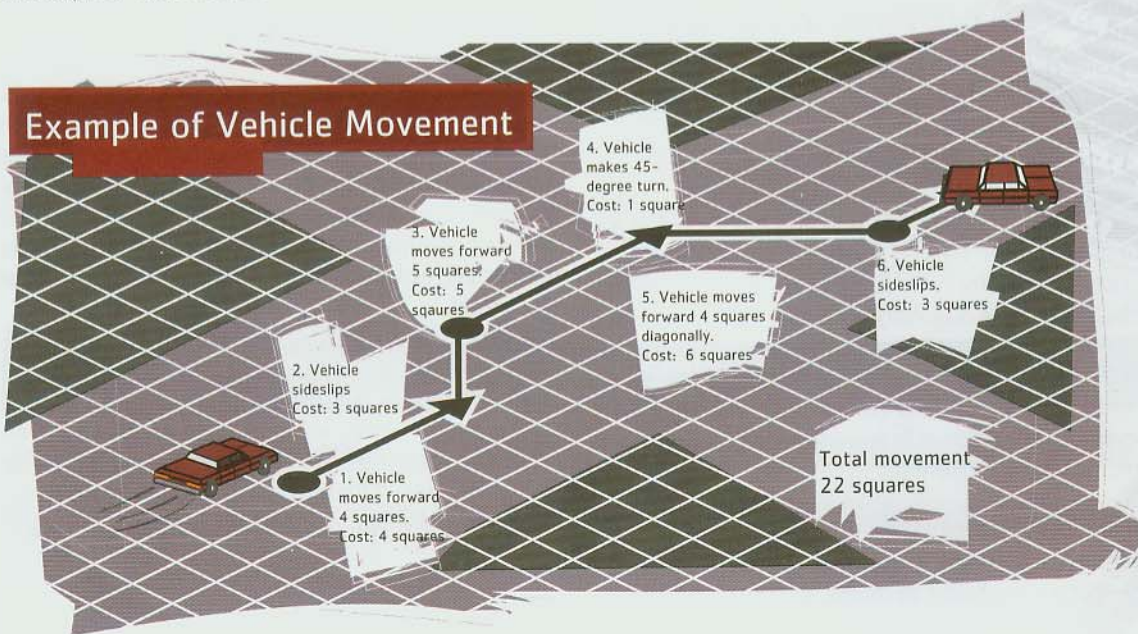 Example of Vehicle Movement
1. Vehicle
moves forward
4 squares.
Cost: 4 squares
2. Vehicle
sideslips
Cost: 3 squares
3. Vehicle
moves forward
5 squares.
Cost: 5
sqaures
4. Vehicle
makes 45-
degree turn.
Cost: 1 square
5. Vehicle moves
forward 4 squares
diagonally.
Cost: 6 squares
6. Vehicle
sideslips.
Cost: 3 squares
Total movement
22 squares